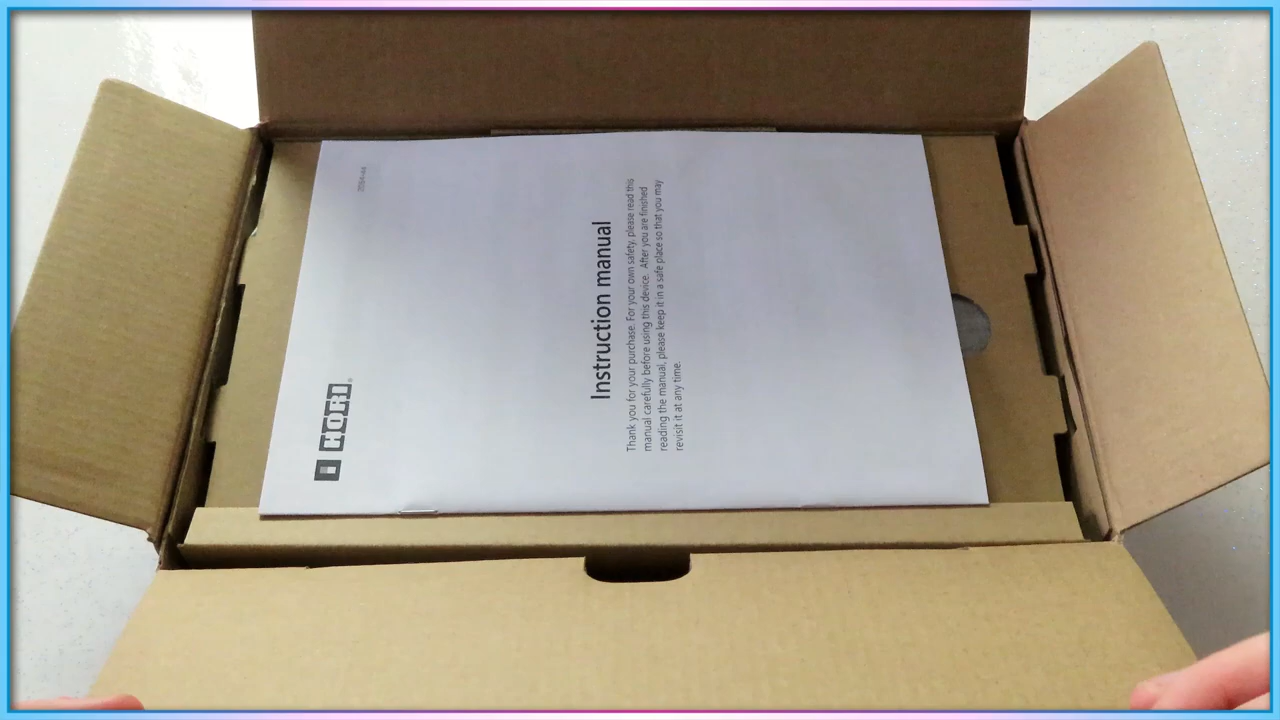 HORI®
Instruction manual
Thank you for your purchase. For your own safety, please read this
manual carefully before using this device. After you are finished
reading the manual, please keep it in a safe place so that you may
revisit it at any time.